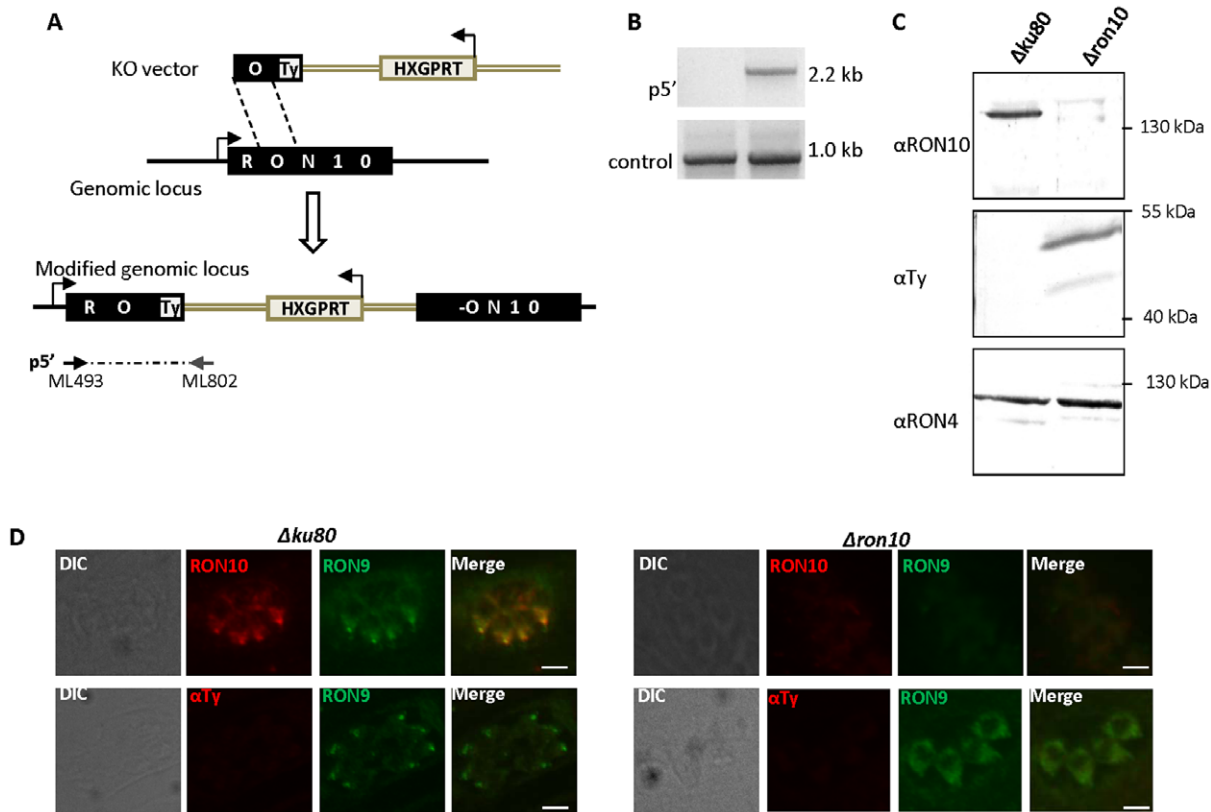 A
KO vector
O Ty
HXGPRT
R O N 1 0
Genomic locus
Modified genomic locus
R O Ty
HXGPRT
-O N 1 0
p5’
ML493
ML802
B
p5’
2.2 kb
control
1.0 kb
C
Δku80
Δron10
αRON10
130 kDa
55 kDa
αTy
40 kDa
130 kDa
αRON4
D
Δku80
DIC
RON10
RON9
Merge
DIC
αTy
RON9
Merge
Δron10
DIC
RON10
RON9
Merge
DIC
αTy
RON9
Merge